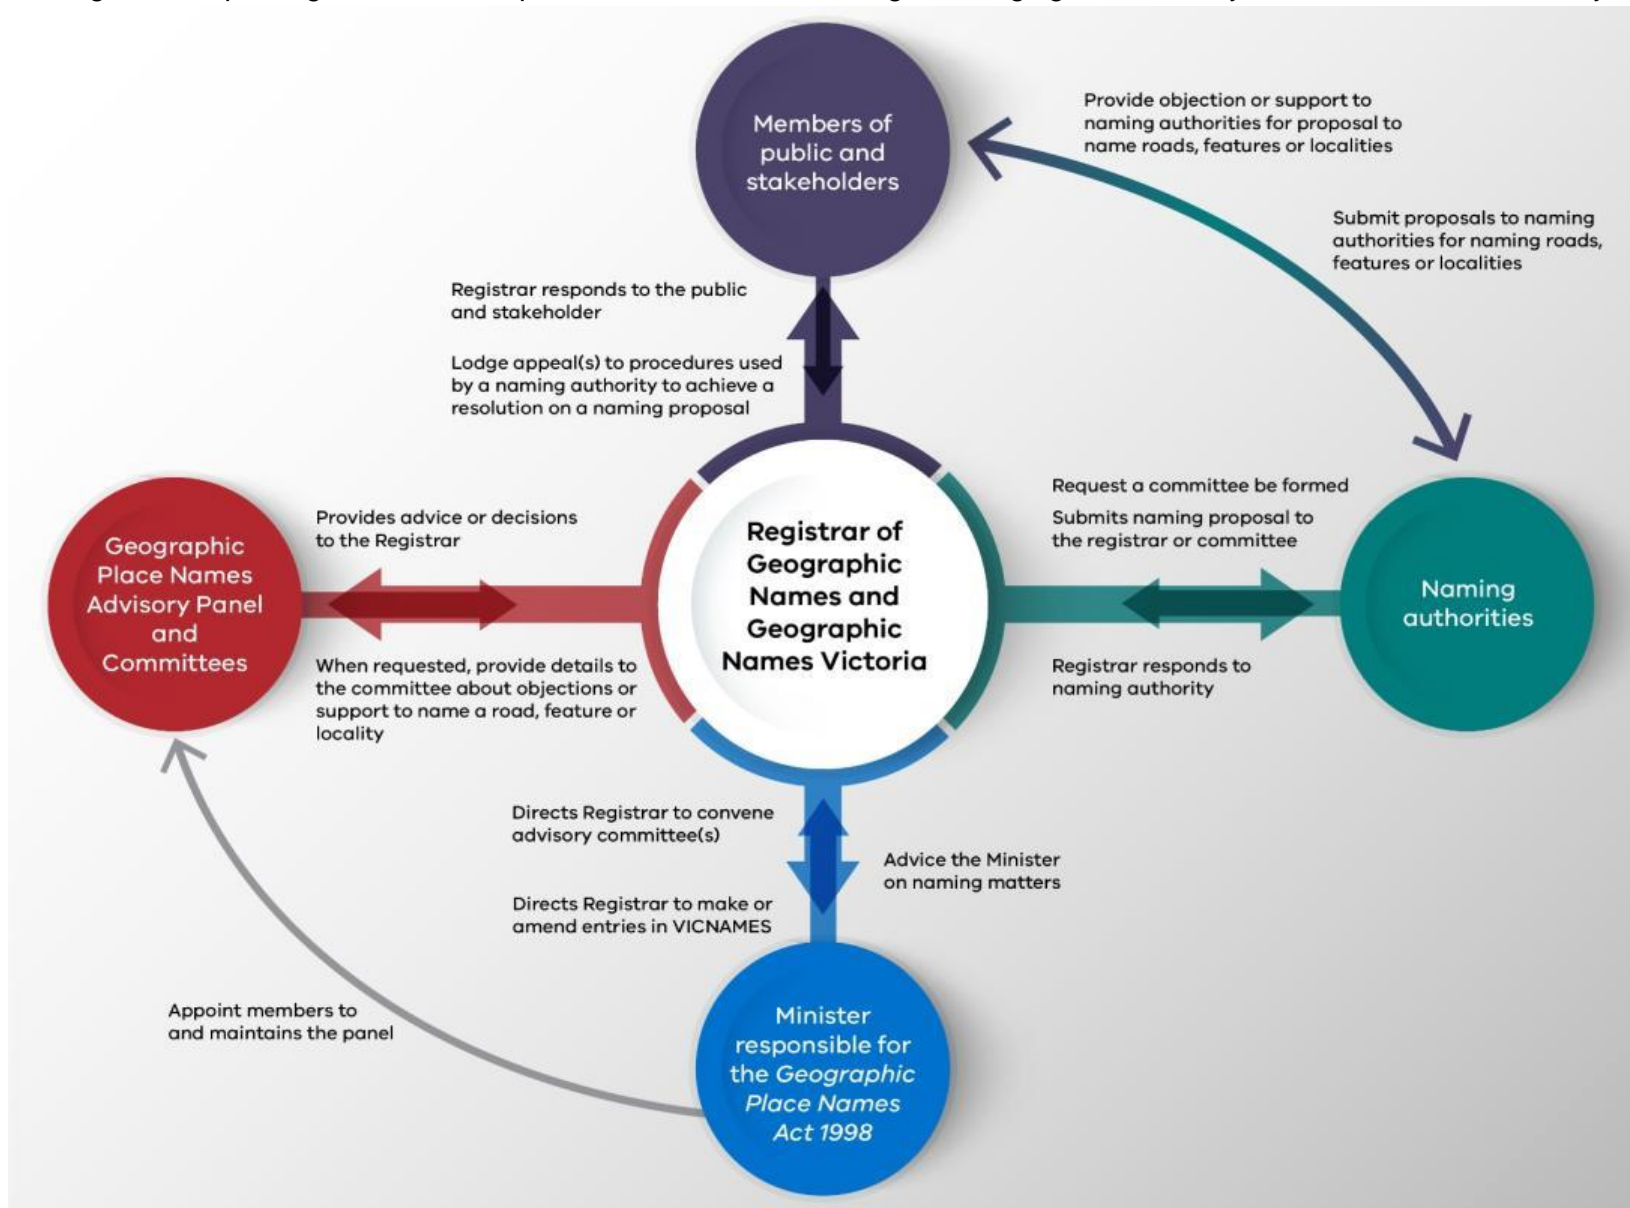 Members of
public and
stakeholders
Provide objection or support to
naming authorities for proposal to
name roads, features or localities
Submit proposals to naming
authorities for naming roads,
features or localities
Registrar responds to the public
and stakeholder
Lodge appeal(s) to procedures used
by a naming authority to achieve a
resolution on a naming proposal
Geographic
Place Names
Advisory Panel
and
Committees
Provides advice or decisions
to the Registrar
When requested, provide details to
the committee about objections or
support to name a road, feature or
locality
Registrar of
Geographic
Names and
Geographic
Names Victoria
Request a committee be formed
Submits naming proposal to
the registrar or committee
Registrar responds to
naming authority
Naming
authorities
Directs Registrar to convene
advisory committee(s)
Directs Registrar to make or
amend entries in VICNAMES
Advice the Minister
on naming matters
Appoint members to
and maintains the panel
Minister
responsible for
the Geographic
Place Names
Act 1998